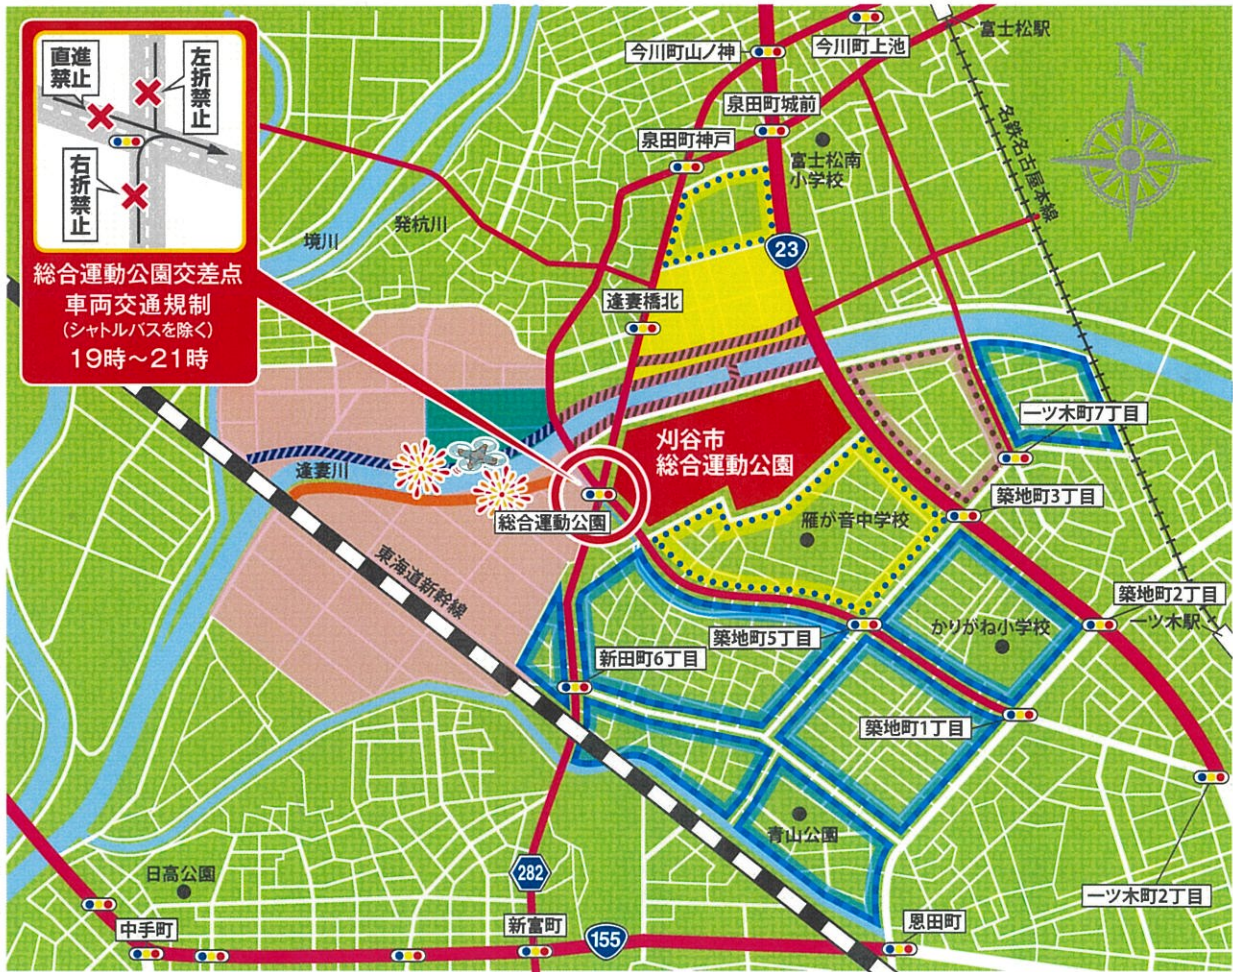 直進禁止
左折禁止
右折禁止
総合運動公園交差点
車両交通規制
(シャトルバスを除く)
19時～21時
今川町山ノ神
今川町上池
富士松駅
N
泉田町城前
泉田町神戸
富士松南
小学校
名鉄名古屋本線
境川
発杭川
23
逢妻橋北
一ツ木町7丁目
刈谷市
総合運動公園
逢妻川
総合運動公園
築地町3丁目
雁が音中学校
東海道新幹線
築地町2丁目
一ツ木駅
築地町5丁目
かりがね小学校
新田町6丁目
築地町1丁目
青山公園
日高公園
282
一ツ木町2丁目
中手町
新富町
155
恩田町